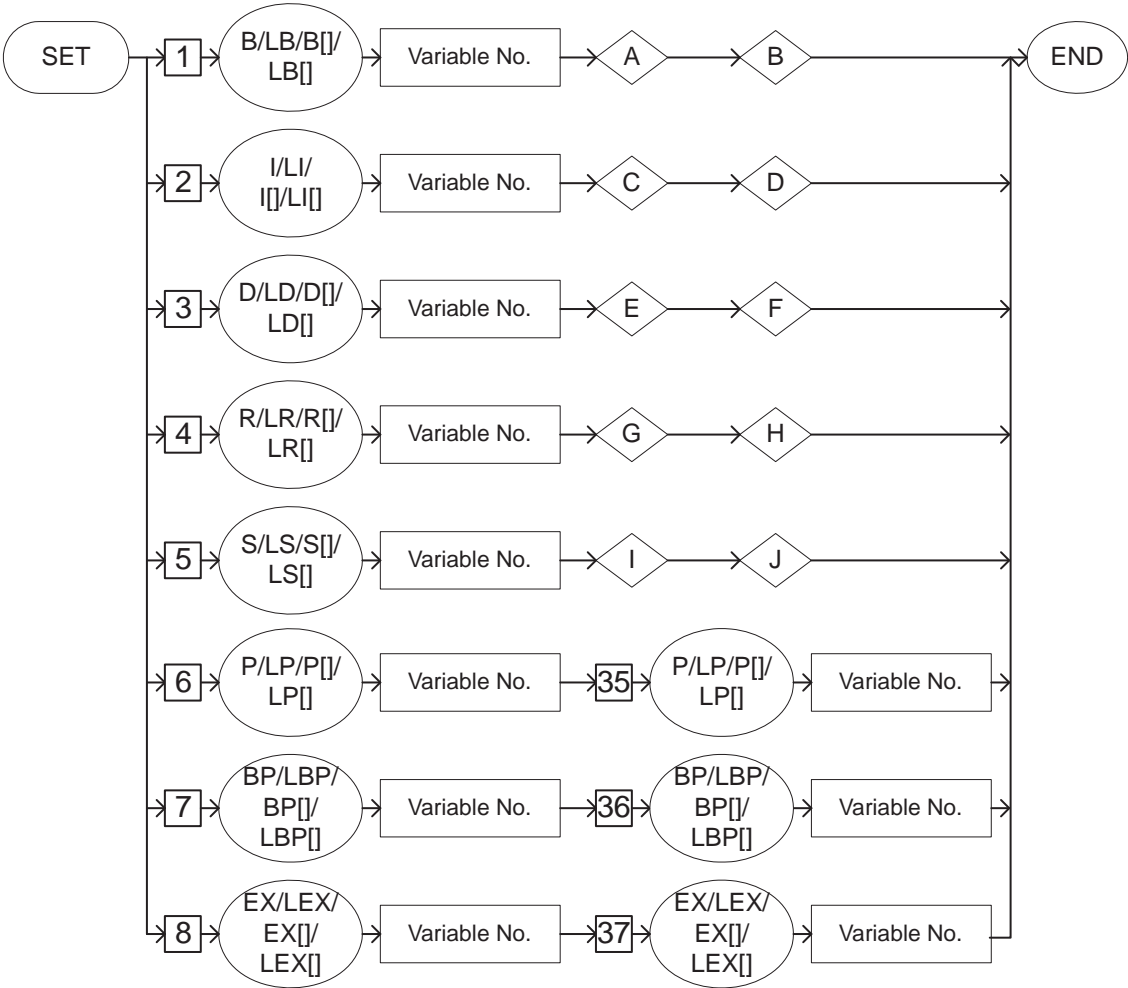 SET
1
B/LB/B[]/
LB[]
Variable No.
A
B
END
2
I/LI/
I[]/LI[]
Variable No.
C
D
3
D/LD/D[]/
LD[]
Variable No.
E
F
4
R/LR/R[]/
LR[]
Variable No.
G
H
5
S/LS/S[]/
LS[]
Variable No.
I
J
6
P/LP/P[]/
LP[]
Variable No.
35
P/LP/P[]/
LP[]
Variable No.
7
BP/LBP/
BP[]/
LBP[]
Variable No.
36
BP/LBP/
BP[]/
LBP[]
Variable No.
8
EX/LEX/
EX[]/
LEX[]
Variable No.
37
EX/LEX/
EX[]/
LEX[]
Variable No.